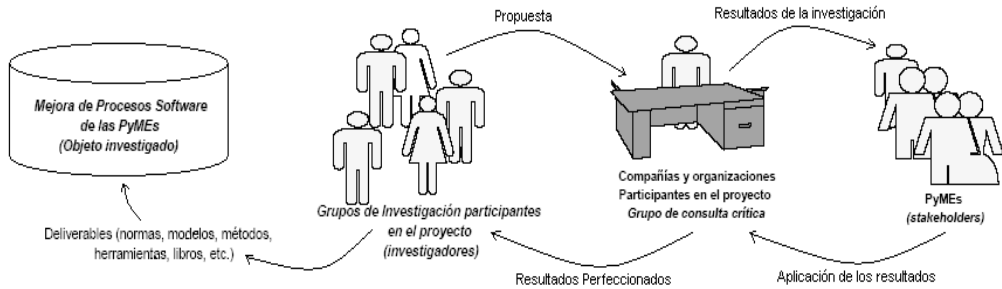 Propuesta
Resultados de la investigación
Mejora de Procesos Software
de las PyMEs
(Objeto investigado)
Compañías y organizaciones
Participantes en el proyecto
Grupo de consulta crítica
PyMEs
(stakeholders)
Grupos de Investigación participantes
en el proyecto
(investigadores)
Deliverables (normas, modelos, métodos,
herramientas, libros, etc.)
Resultados Perfeccionados
Aplicación de los resultados